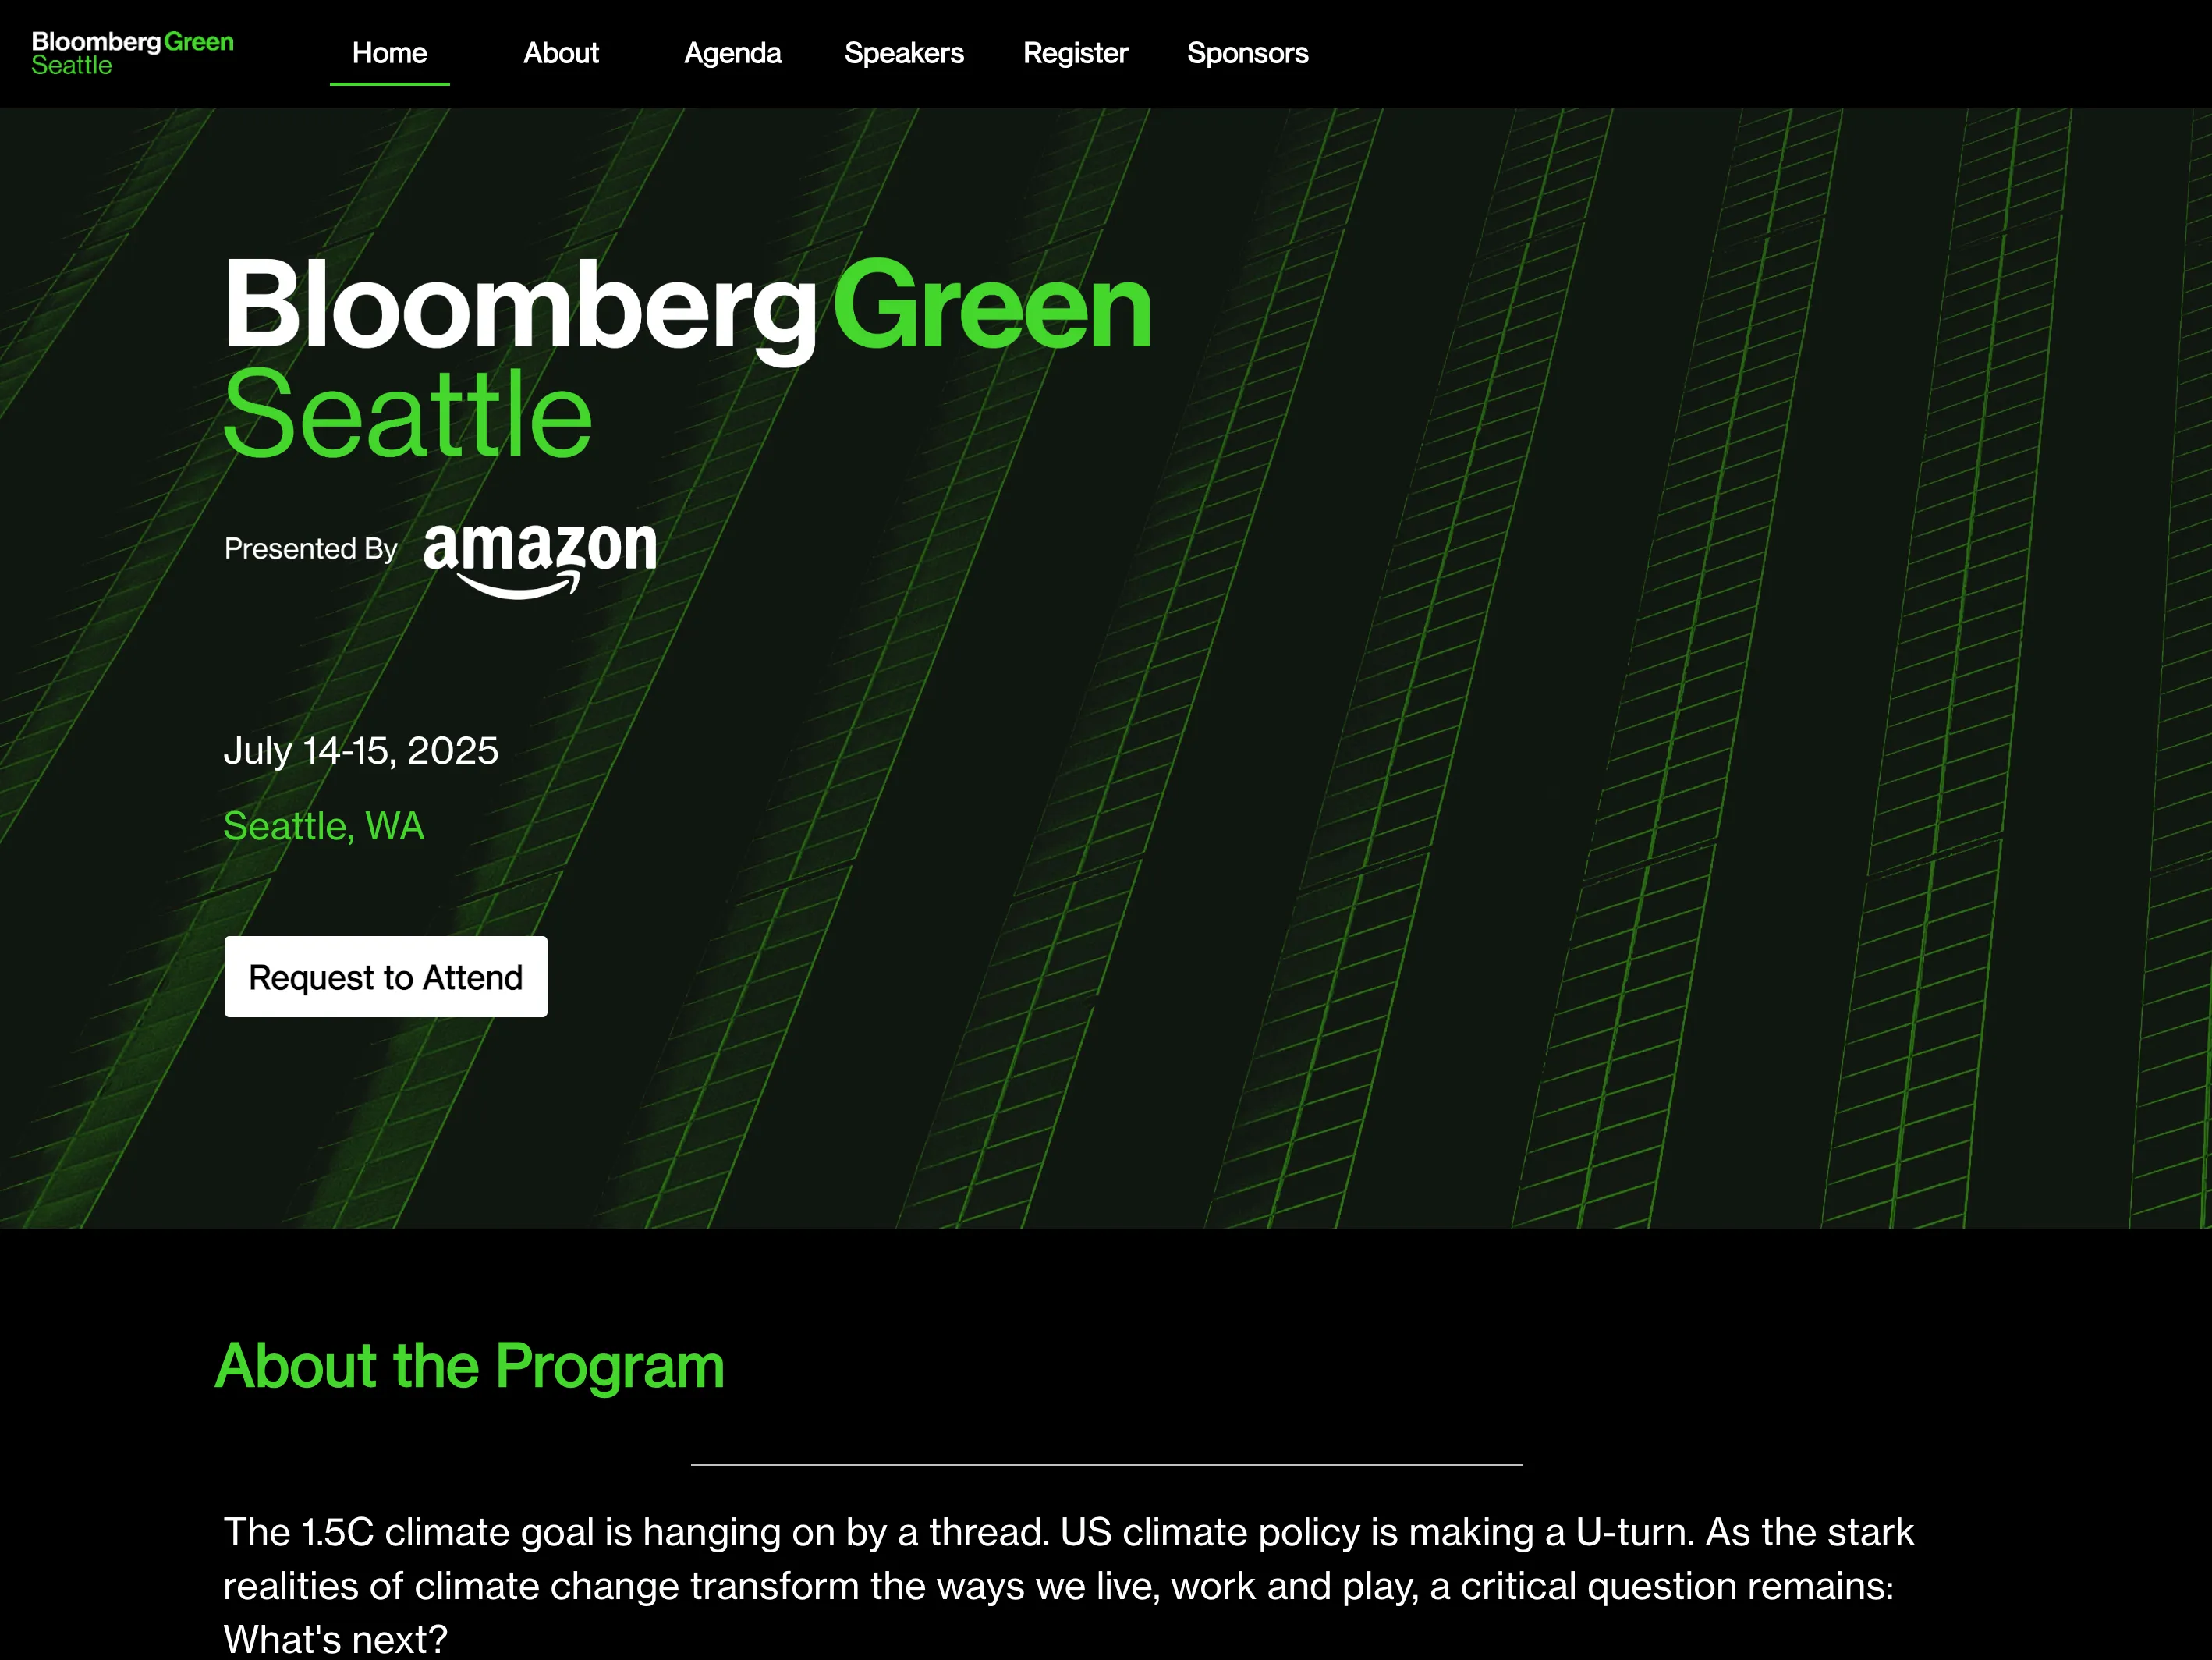 Bloomberg Green
Seattle
Home
About
Agenda
Speakers
Register
Sponsors
Bloomberg Green
Seattle
Presented By amazon
July 14-15, 2025
Seattle, WA
Request to Attend
About the Program
The 1.5C climate goal is hanging on by a thread. US climate policy is making a U-turn. As the stark
realities of climate change transform the ways we live, work and play, a critical question remains:
What's next?